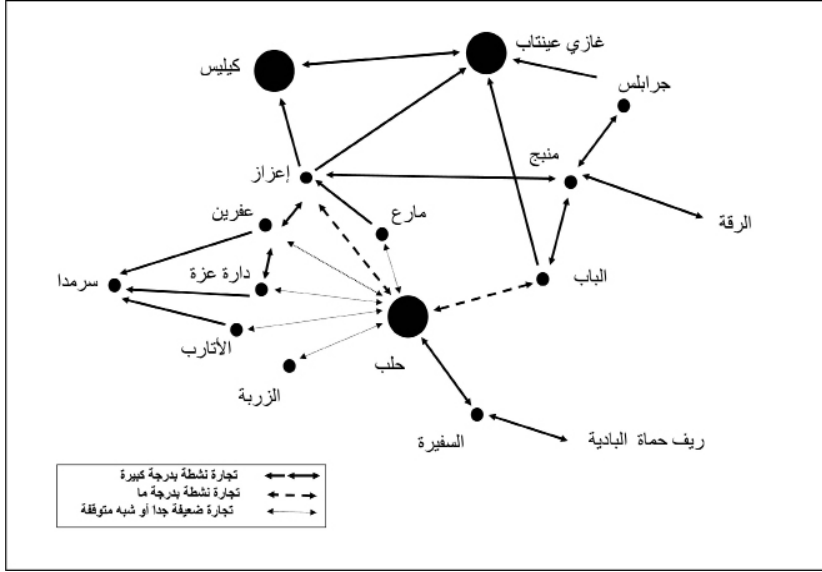 غازي عينتاب
كيليس
جرابلس
منبج
إعزاز
مارع
عفرين
الرقة
الباب
دارة عزة
سرمدا
الأتارب
حلب
الزربة
السفيرة
ريف حماة البادية
تجارة نشطة بدرجة كبيرة
تجارة نشطة بدرجة ما
تجارة ضعيفة جدا أو شبه متوقفة